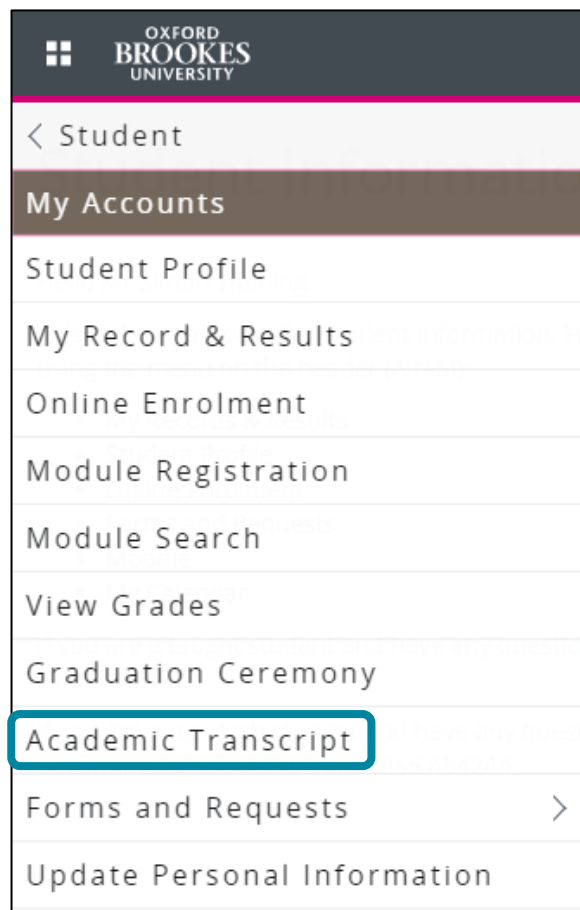 OXFORD
BROOKES
UNIVERSITY
< Student
My Accounts
Student Profile
My Record & Results
Online Enrolment
Module Registration
Module Search
View Grades
Graduation Ceremony
Academic Transcript
Forms and Requests >
Update Personal Information